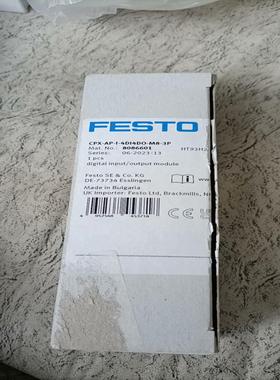 FESTO
CPX-AP-I-4DI4DO-M8-3P
Mat. No.: 8086601
Series: 06-2023-13
1 pcs
digital input/output module
Festo SE & Co. KG
DE-73734 Esslingen
Made in Bulgaria
UK Importer: Festo Ltd, Brackmills,